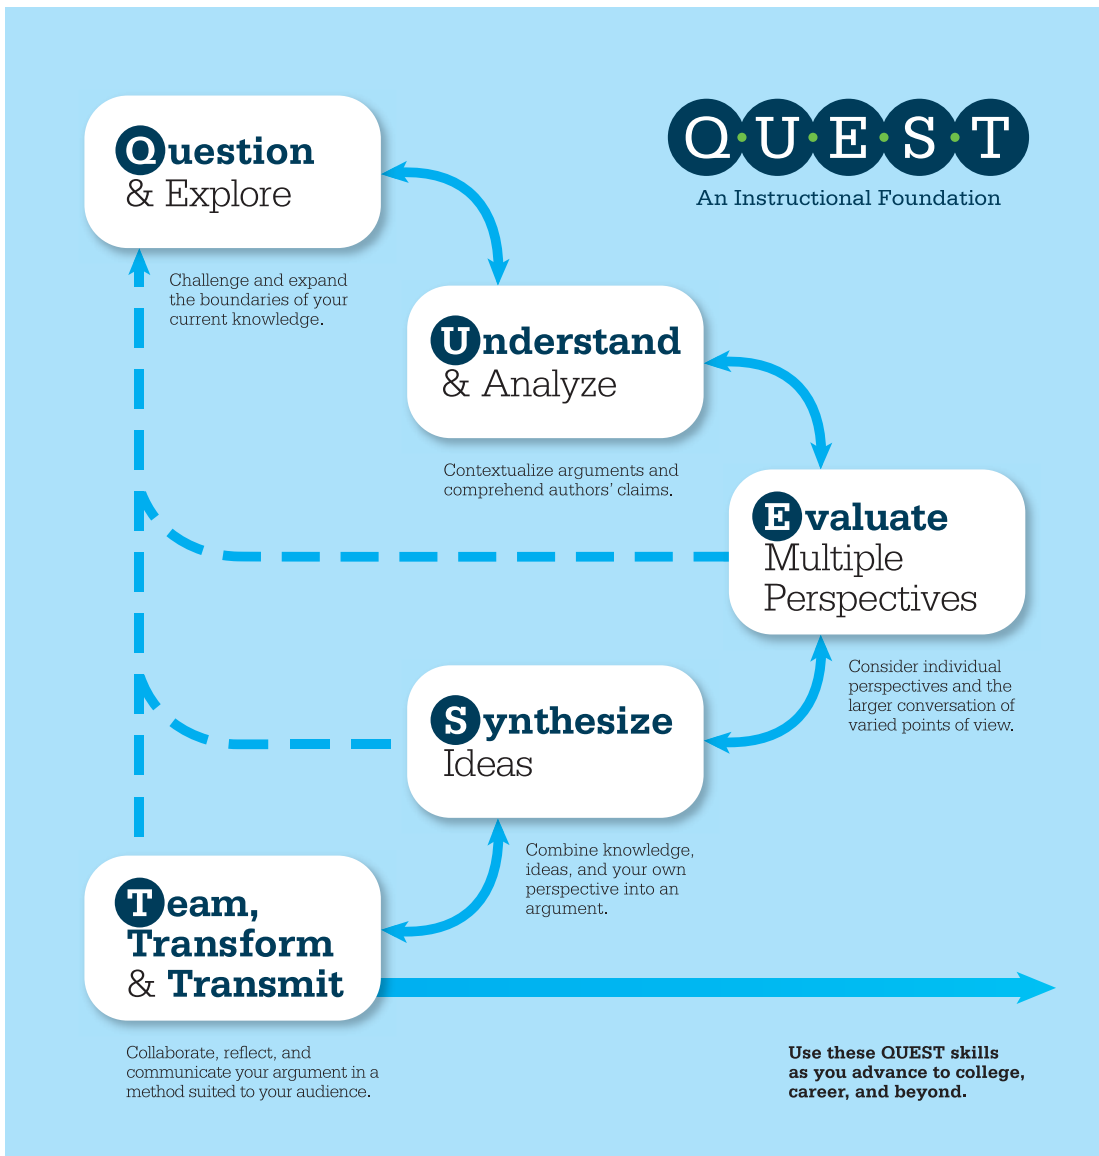 Question
& Explore
Q·U·E·S·T
An Instructional Foundation
Challenge and expand
the boundaries of your
current knowledge.
Understand
& Analyze
Contextualize arguments and
comprehend authors’ claims.
Evaluate
Multiple
Perspectives
Consider individual
perspectives and the
larger conversation of
varied points of view.
Synthesize
Ideas
Combine knowledge,
ideas, and your own
perspective into an
argument.
Team,
Transform
& Transmit
Collaborate, reflect, and
communicate your argument in a
method suited to your audience.
Use these QUEST skills
as you advance to college,
career, and beyond.